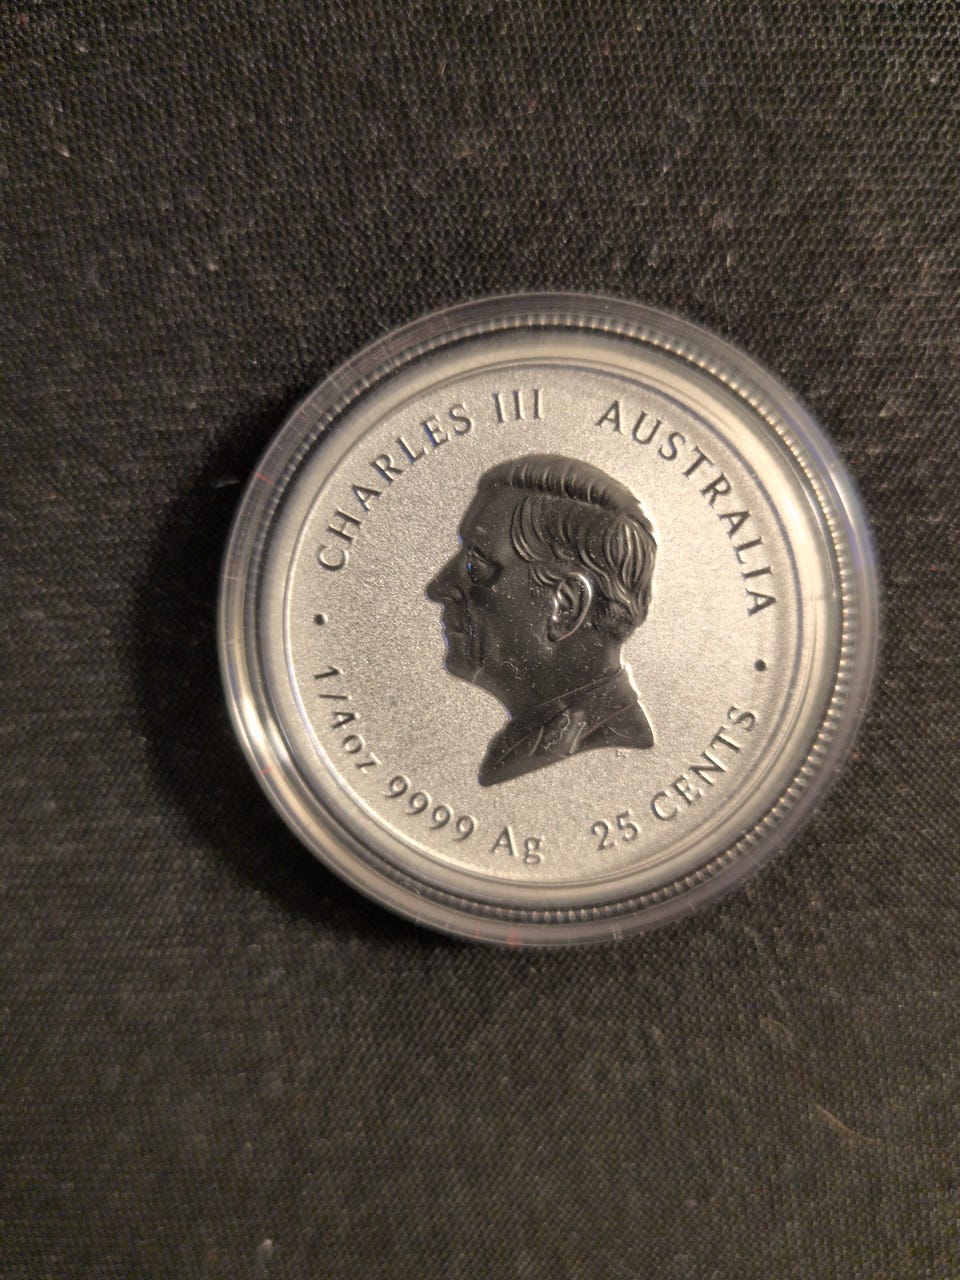 CHARLES III AUSTRALIA
1/4oz 9999 Ag 25 CENTS